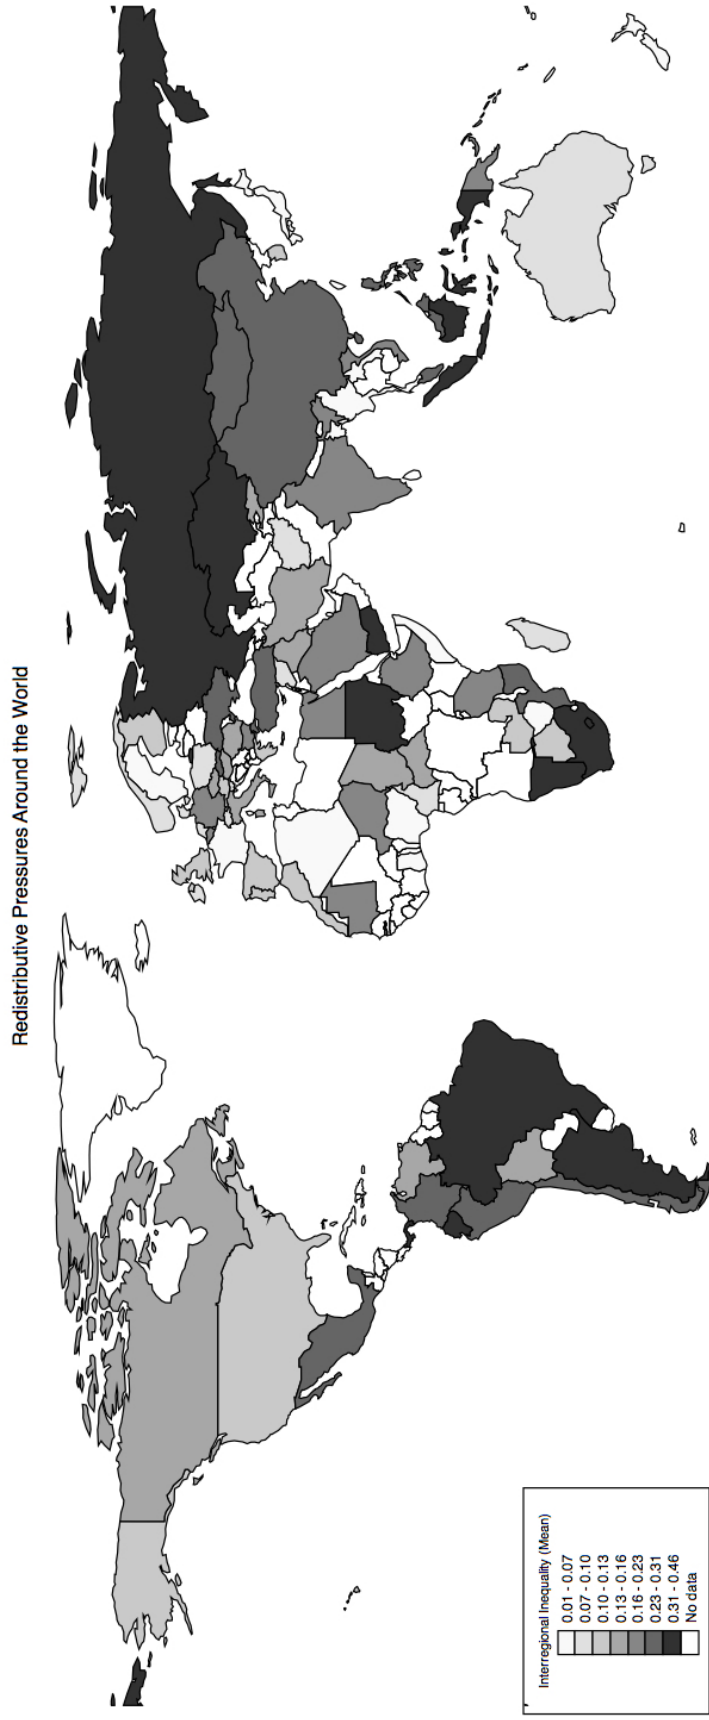 Redistributive Pressures Around the World
Interregional Inequality (Mean)
0.01 - 0.07
0.07 - 0.10
0.10 - 0.13
0.13 - 0.16
0.16 - 0.23
0.23 - 0.31
0.31 - 0.46
No data